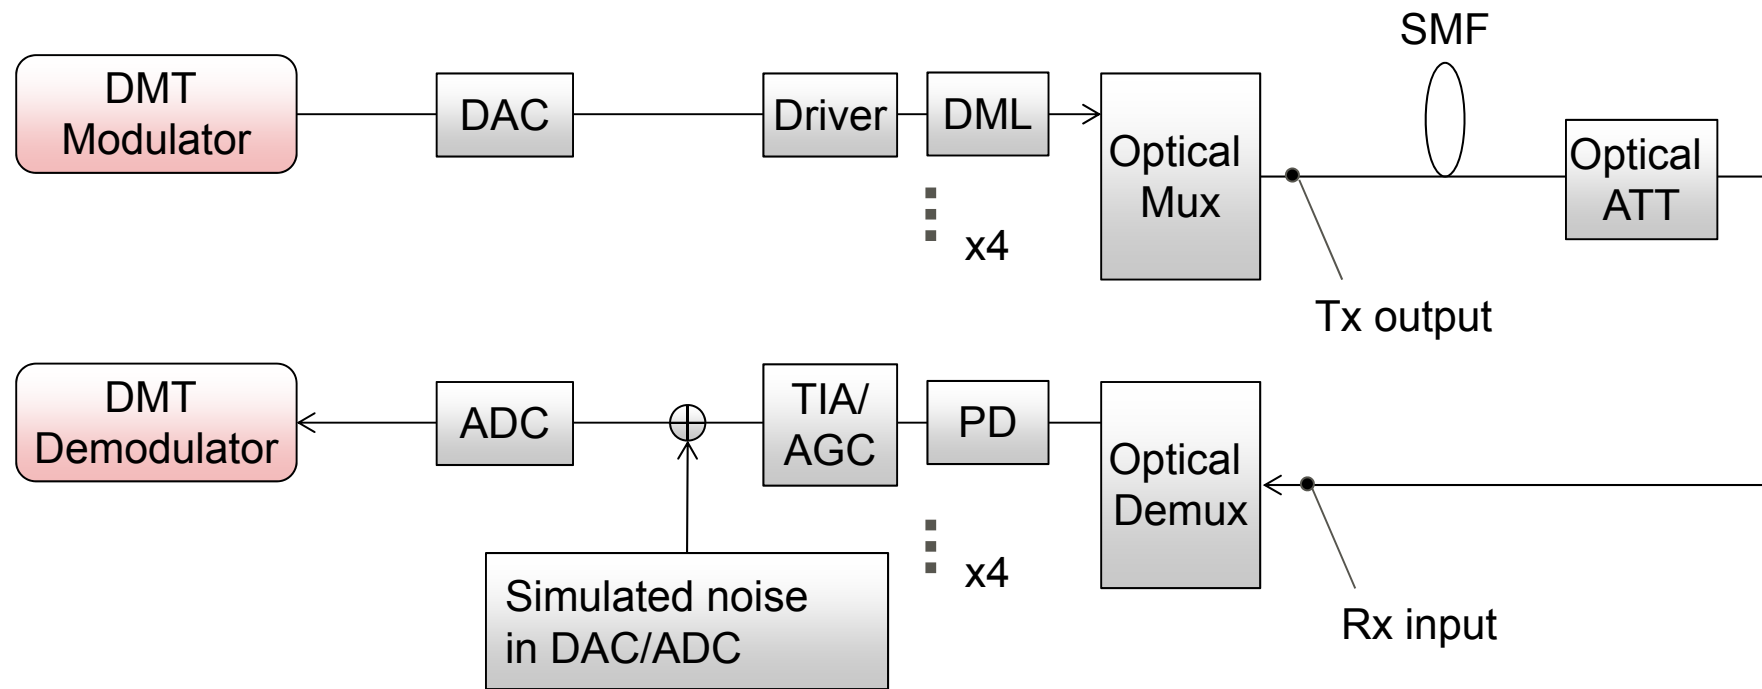 SMF
DMT
Modulator
DAC
Driver
DML
Optical
Mux
Optical
ATT
x4
Tx output
DMT
Demodulator
ADC
TIA/
AGC
PD
Optical
Demux
x4
Simulated noise
in DAC/ADC
Rx input